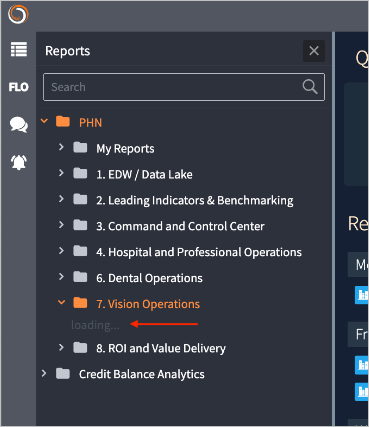 Reports
Q
Search
PHN
My Reports
1. EDW / Data Lake
2. Leading Indicators & Benchmarking
Re
3. Command and Control Center
4. Hospital and Professional Operations
6. Dental Operations
7. Vision Operations
loading...
Fr
8. ROI and Value Delivery
Credit Balance Analytics
FLO